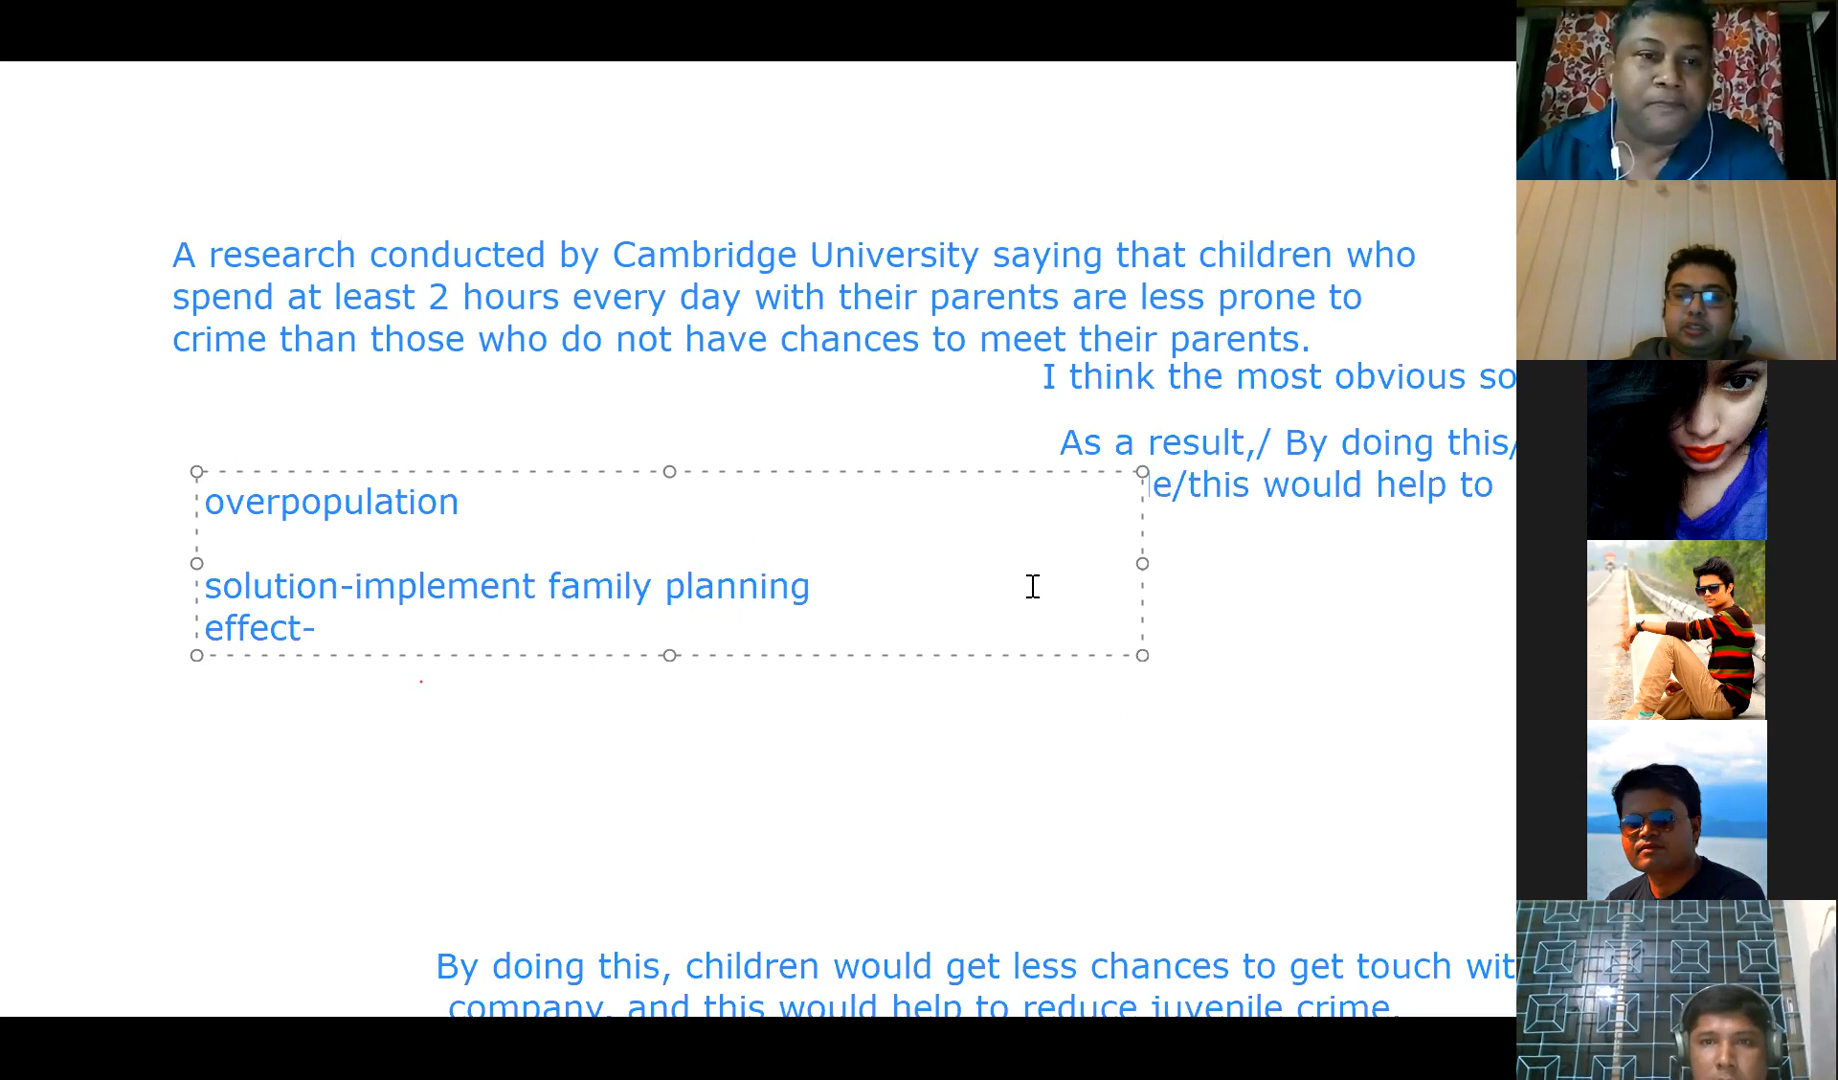 A research conducted by Cambridge University saying that children who
spend at least 2 hours every day with their parents are less prone to
crime than those who do not have chances to meet their parents.
I think the most obvious so
As a result,/ By doing this/
e/this would help to
overpopulation
solution-implement family planning
effect-
By doing this, children would get less chances to get touch wit
company, and this would help to reduce juvenile crime.